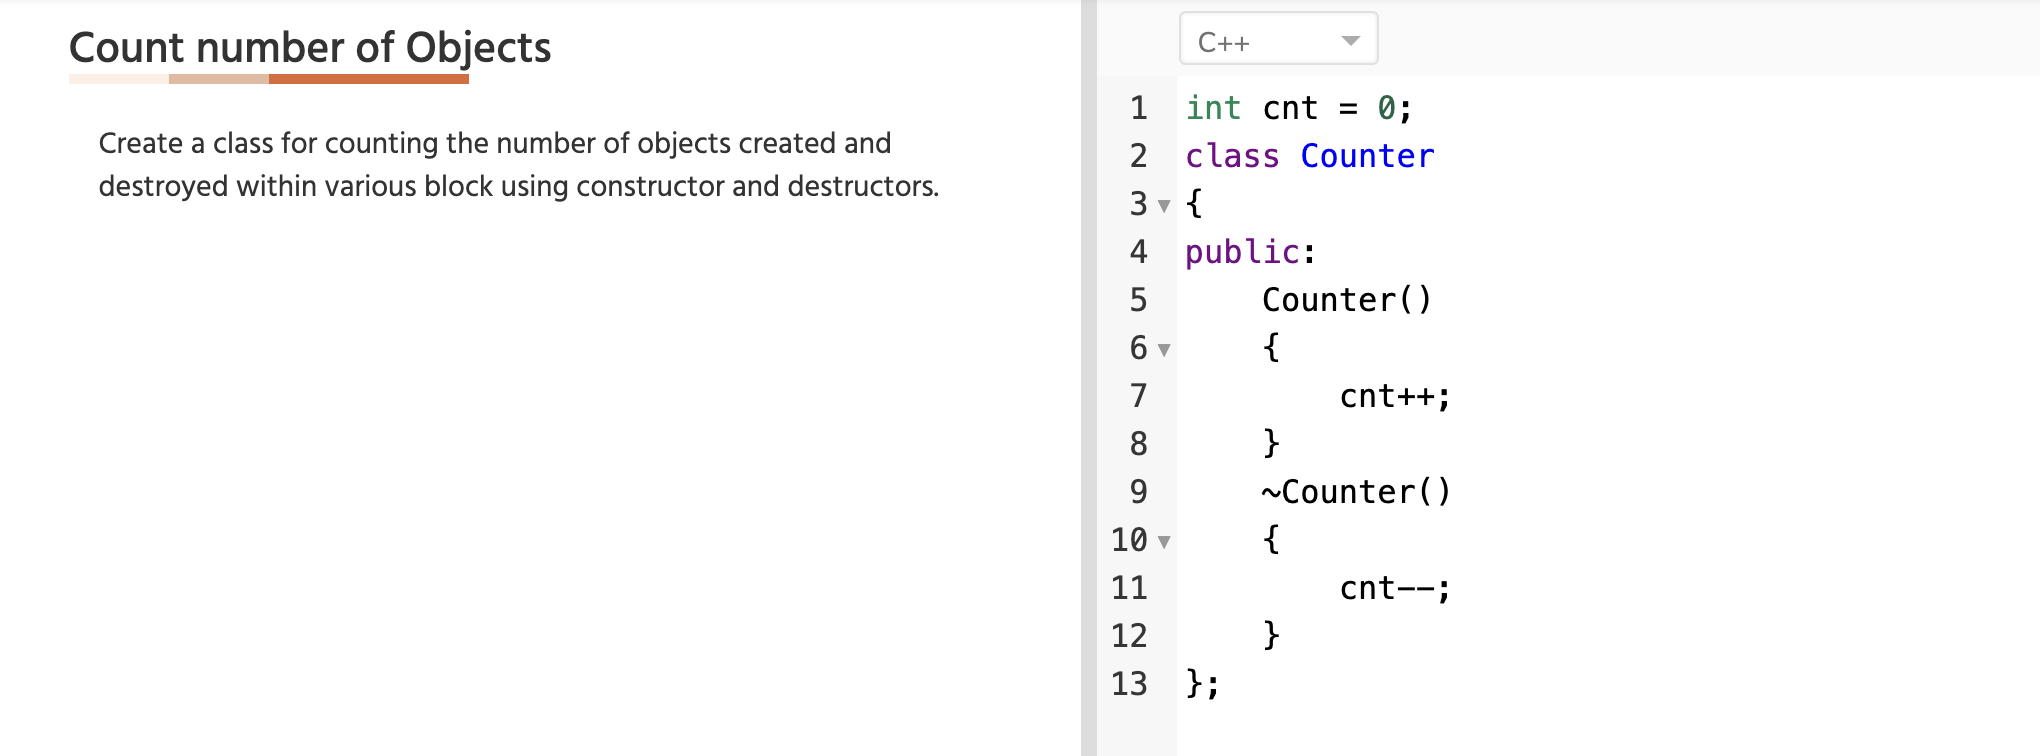 Count number of Objects
Create a class for counting the number of objects created and
destroyed within various block using constructor and destructors.
C++
1 int cnt = 0;
2 class Counter
3 {
4 public:
5     Counter()
6     {
7         cnt++;
8     }
9     ~Counter()
10     {
11         cnt--;
12     }
13 };